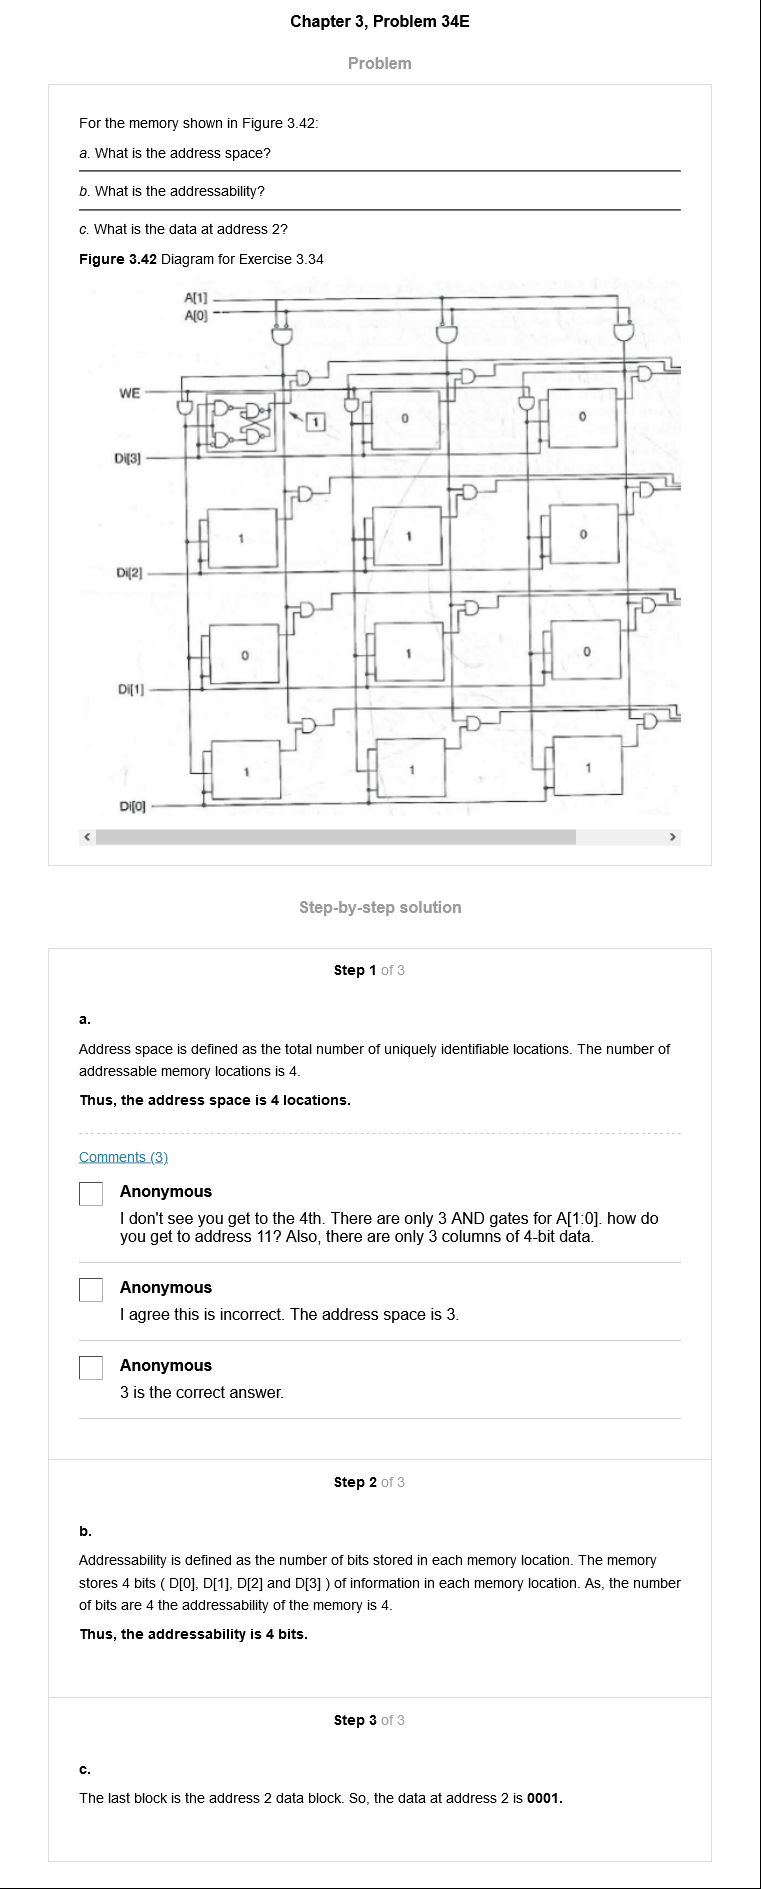 Chapter 3, Problem 34E
Problem
For the memory shown in Figure 3.42:
a. What is the address space?
b. What is the addressability?
c. What is the data at address 2?
Figure 3.42 Diagram for Exercise 3.34
A[1]
A[0]
WE
1
0
0
Di[3]
1
1
0
Di[2]
0
1
0
Di[1]
1
1
1
Di[0]
Step-by-step solution
Step 1 of 3
a.
Address space is defined as the total number of uniquely identifiable locations. The number of
addressable memory locations is 4.
Thus, the address space is 4 locations.
Comments (3)
Anonymous
I don't see you get to the 4th. There are only 3 AND gates for A[1:0]. how do
you get to address 11? Also, there are only 3 columns of 4-bit data.
Anonymous
I agree this is incorrect. The address space is 3.
Anonymous
3 is the correct answer.
Step 2 of 3
b.
Addressability is defined as the number of bits stored in each memory location. The memory
stores 4 bits ( D[0], D[1], D[2] and D[3] ) of information in each memory location. As, the number
of bits are 4 the addressability of the memory is 4.
Thus, the addressability is 4 bits.
Step 3 of 3
c.
The last block is the address 2 data block. So, the data at address 2 is 0001.